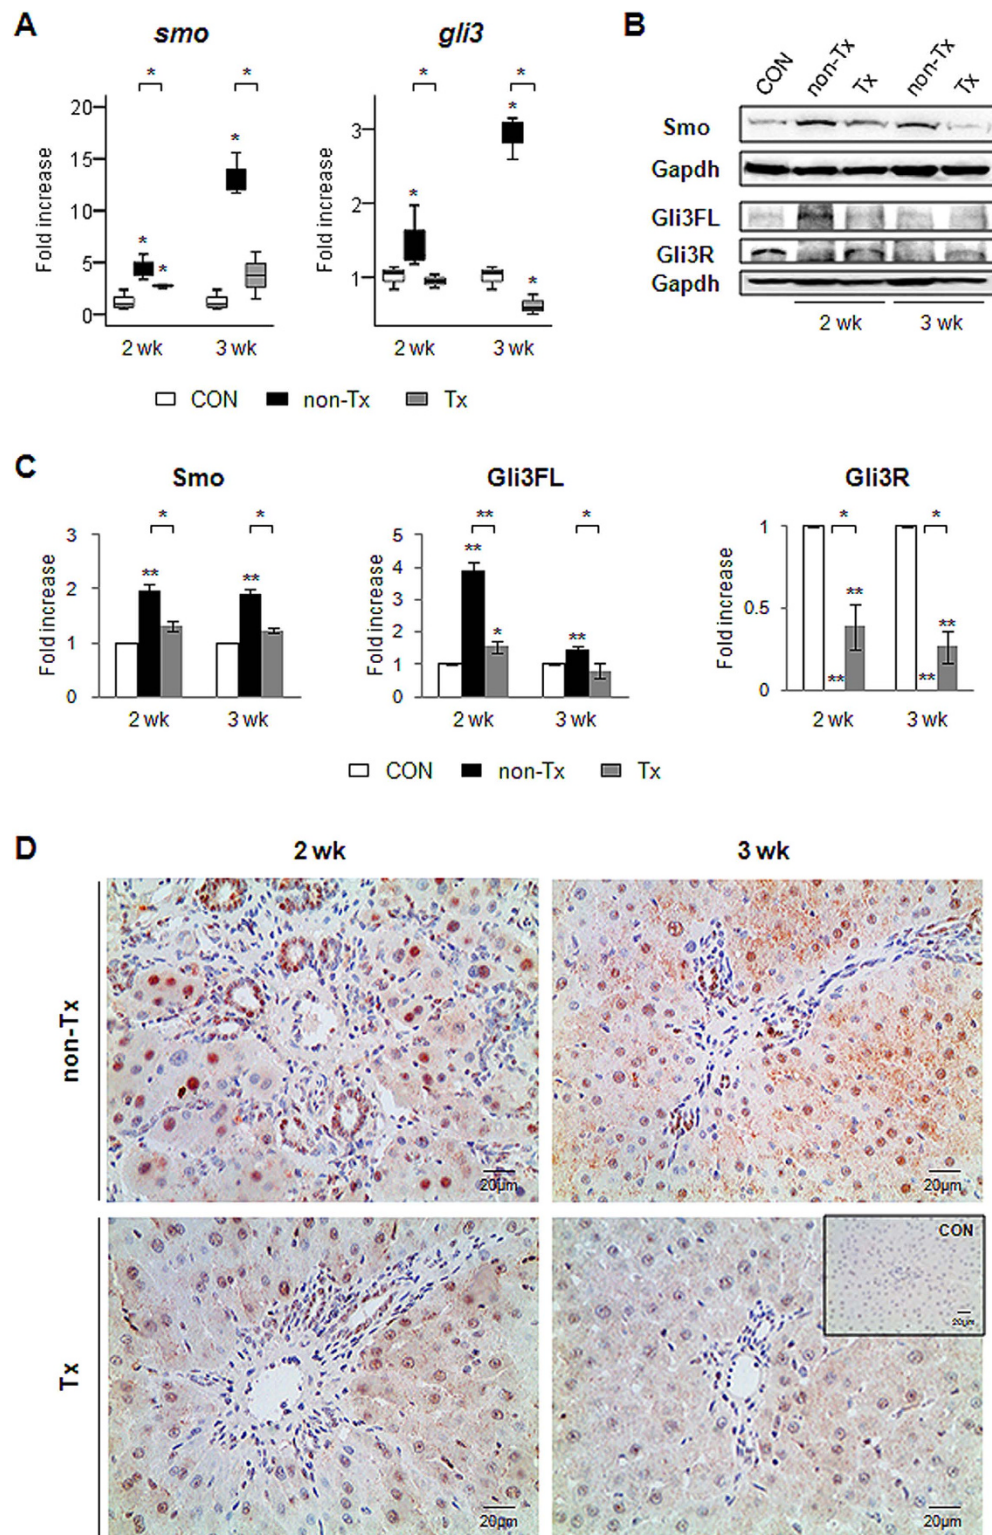 A
smo
gli3
B
* * * *
CON non-Tx Tx non-Tx Tx
Fold increase
20
15
10
5
0
* * *
2 wk 3 wk
Fold increase
3
2
1
* * *
2 wk 3 wk
CON non-Tx Tx
Smo
Gapdh
Gli3FL
Gli3R
Gapdh
2 wk 3 wk
C
Smo
Fold increase
3
2
1
0
* *
** **
2 wk 3 wk
Gli3FL
Fold increase
5
4
3
2
1
0
** *
** * **
2 wk 3 wk
Gli3R
Fold increase
1
0.5
0
* *
** ** ** **
2 wk 3 wk
CON non-Tx Tx
D
2 wk 3 wk
non-Tx
20µm 20µm
Tx
CON
20µm
20µm 20µm